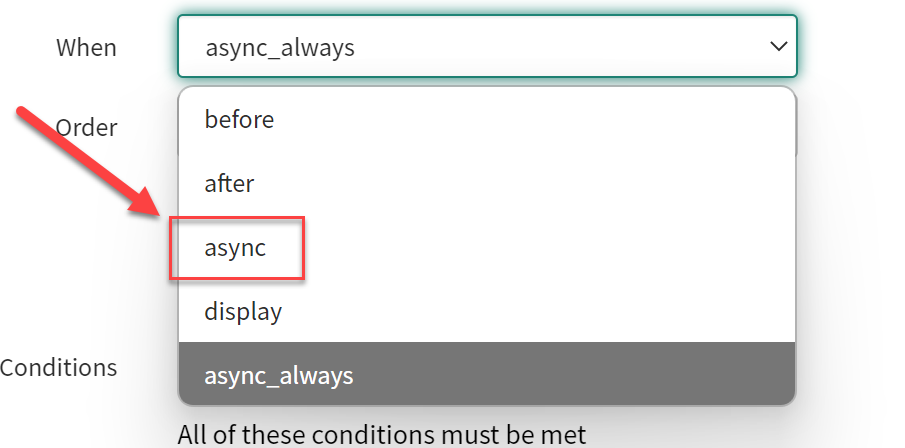 When
async_always
Order
before
after
async
display
Conditions
async_always
All of these conditions must be met